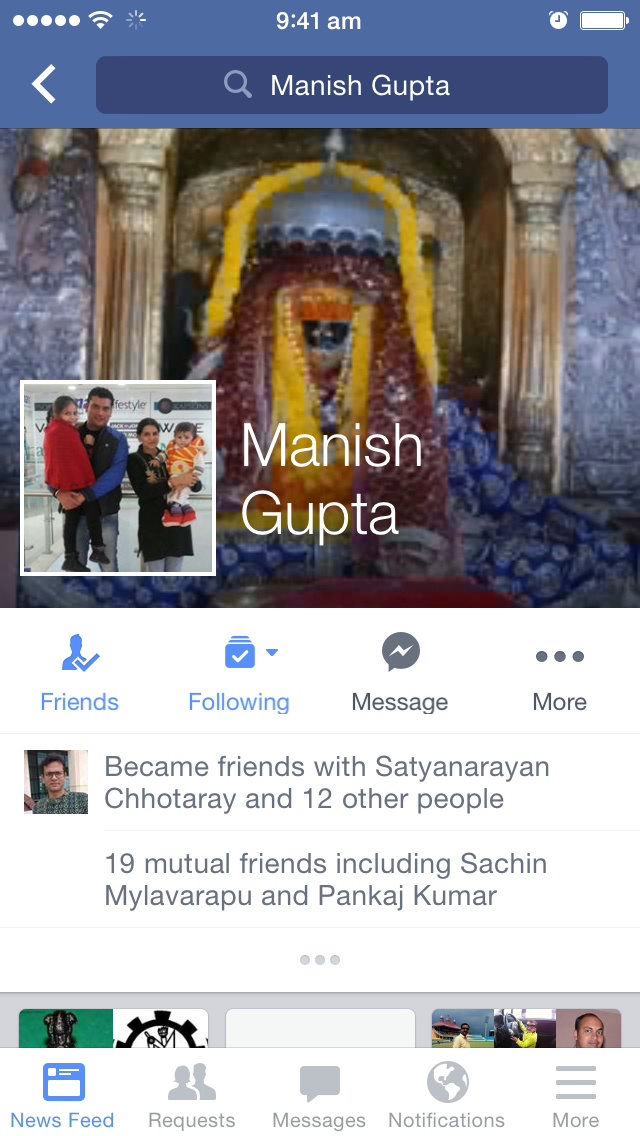 9:41 am
Manish Gupta
ifestyle
Manish
Gupta
Friends
Following
Message
More
Became friends with Satyanarayan
Chhotaray and 12 other people
19 mutual friends including Sachin
Mylavarapu and Pankaj Kumar
News Feed
Requests
Messages
Notifications
More